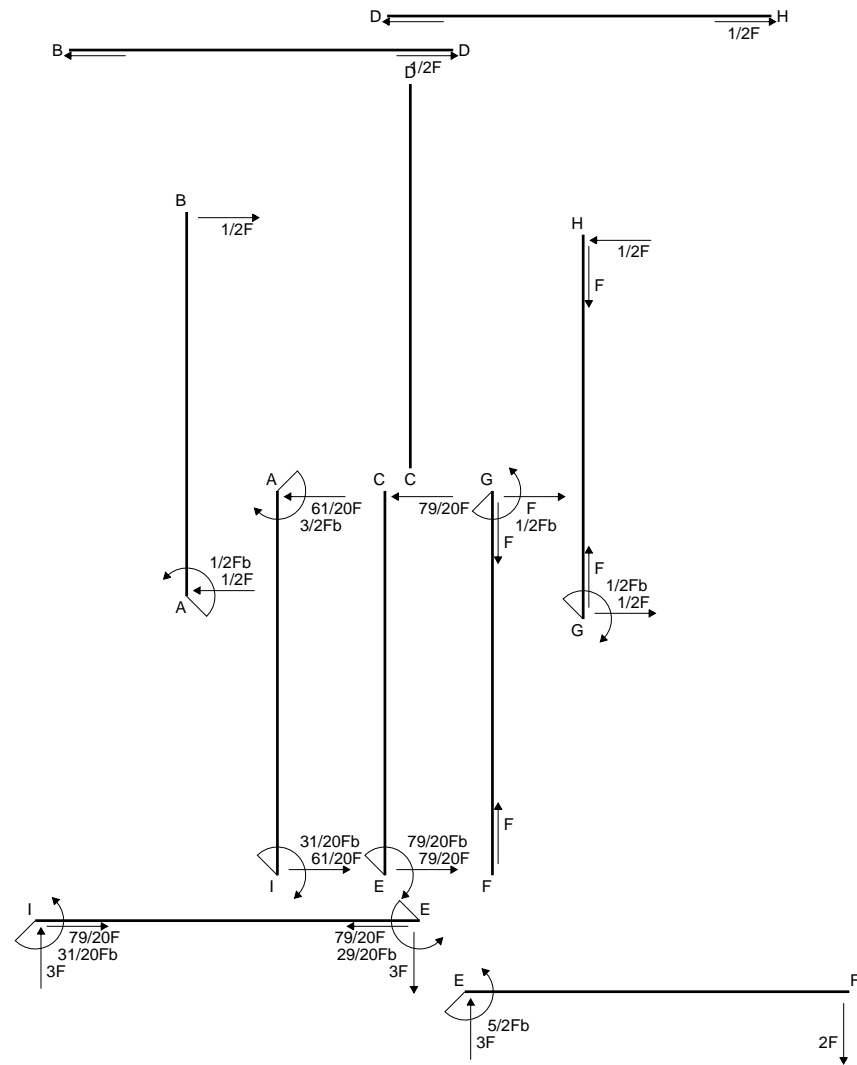 D
H
1/2F
B
D
1/2F
D
B
1/2F
H
1/2F
F
A
61/20F
3/2Fb
C
C
79/20F
G
F
1/2Fb
F
1/2Fb
1/2F
A
F
1/2Fb
1/2F
G
31/20Fb
61/20F
I
79/20Fb
79/20F
E
F
F
I
79/20F
31/20Fb
3F
E
79/20F
29/20Fb
3F
E
5/2Fb
3F
F
2F